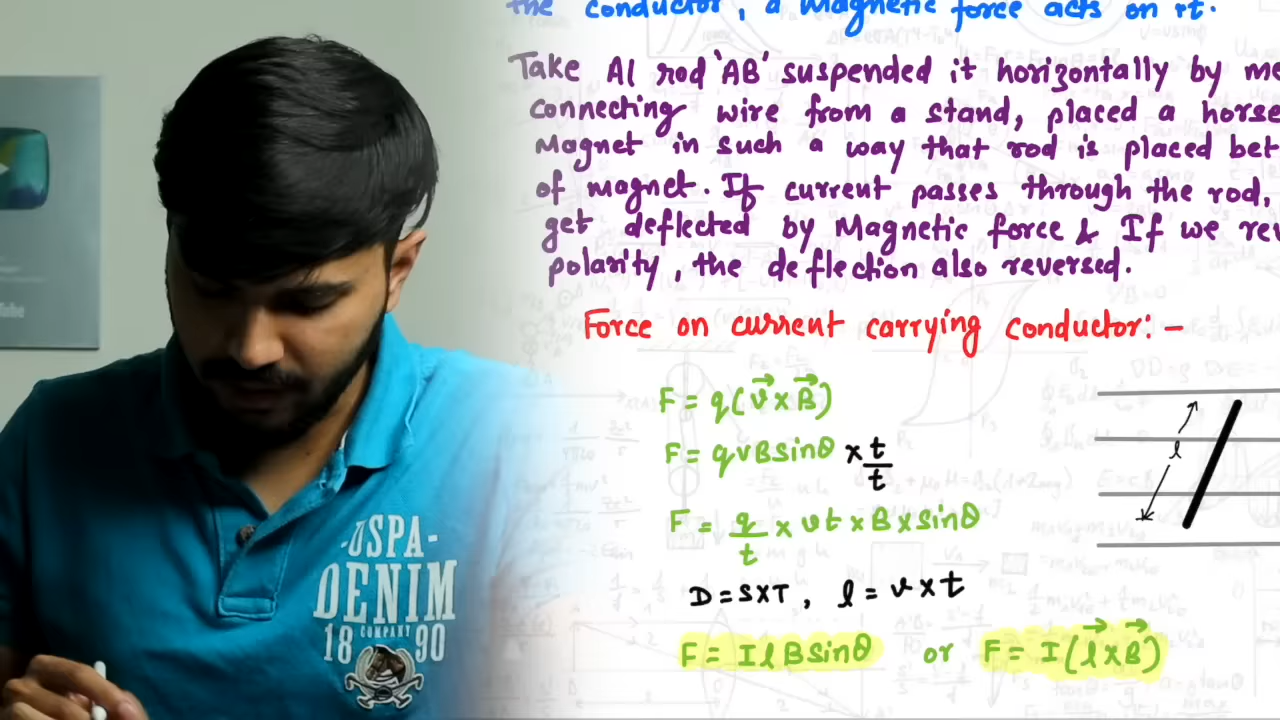 the conductor, a Magnetic force acts on it.
Take Al rod 'AB' suspended it horizontally by me
connecting wire from a stand, placed a horse
Magnet in such a way that rod is placed bet
of magnet. If current passes through the rod,
get deflected by Magnetic force & If we rev
polarity, the deflection also reversed.
Force on current carrying conductor:-
F = q(v⃗ × B⃗)
F = qvBsinθ × t/t
F = q/t × vt × B × sinθ
l
D = S×T, l = v×t
F = IlBsinθ or F = I(l⃗×B⃗)
USPA-
DENIM
COMPANY
18 90